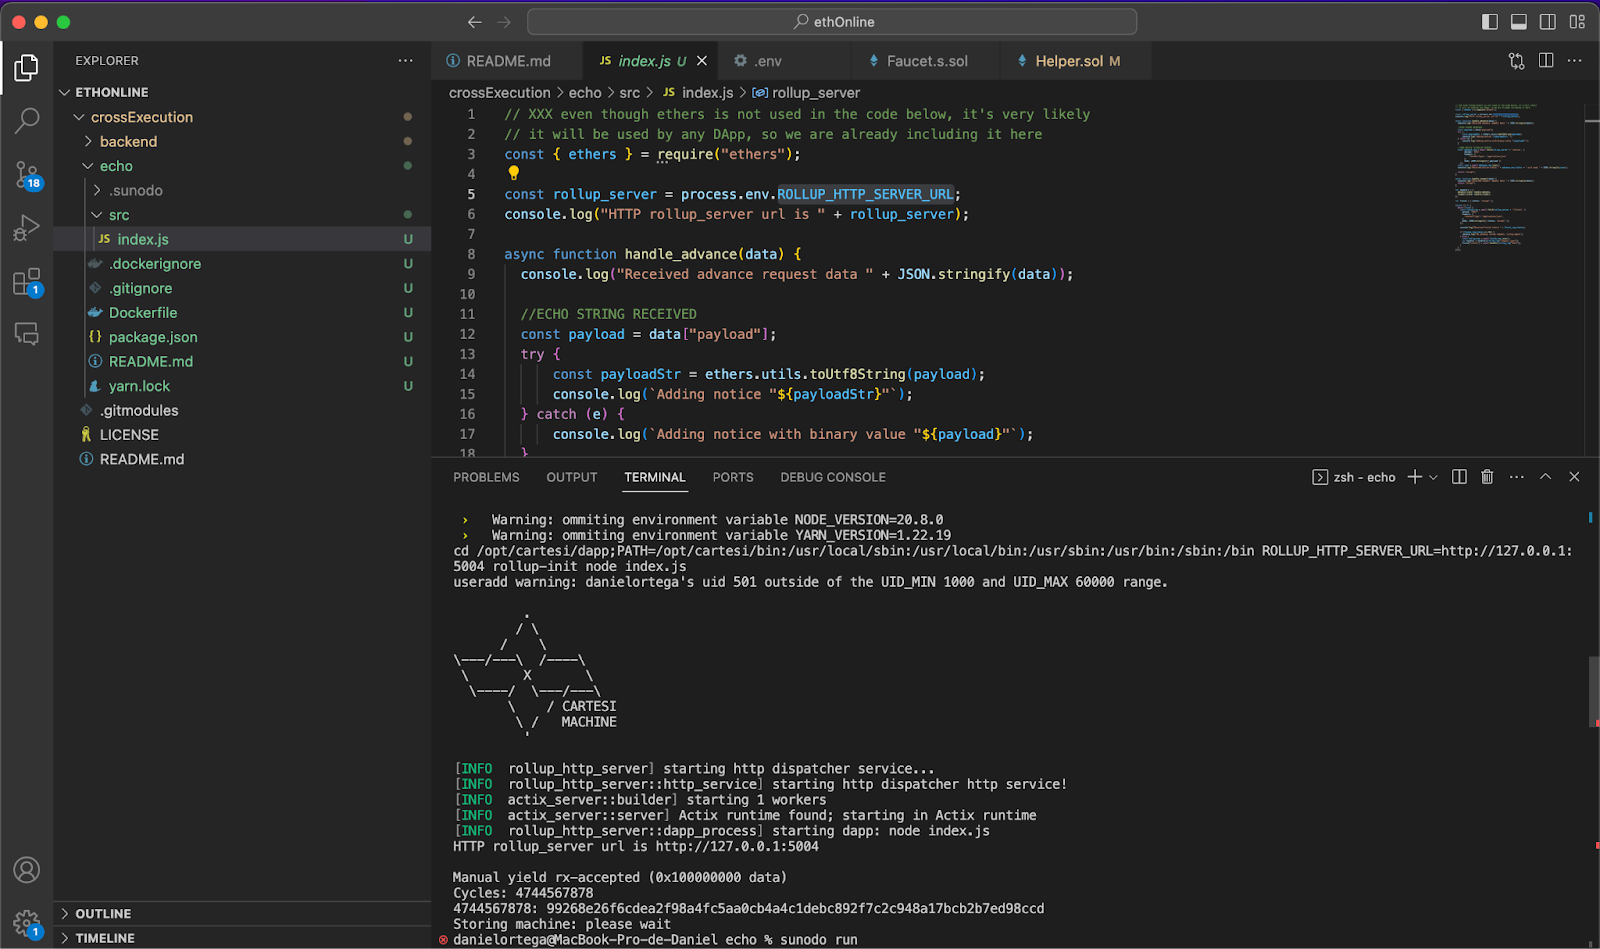 ethOnline
EXPLORER
ETHONLINE
crossExecution
backend
echo
.sunodo
src
JS index.js U
.dockerignore U
.gitignore U
Dockerfile U
{} package.json U
README.md U
yarn.lock U
.gitmodules
LICENSE
README.md
OUTLINE
TIMELINE
18
1
1
README.md
JS index.js U
.env
Faucet.s.sol
Helper.sol M
crossExecution > echo > src > JS index.js > rollup_server
1 // XXX even though ethers is not used in the code below, it's very likely
2 // it will be used by any DApp, so we are already including it here
3 const { ethers } = require("ethers");
4
5 const rollup_server = process.env.ROLLUP_HTTP_SERVER_URL;
6 console.log("HTTP rollup_server url is " + rollup_server);
7
8 async function handle_advance(data) {
9 console.log("Received advance request data " + JSON.stringify(data));
10
11 //ECHO STRING RECEIVED
12 const payload = data["payload"];
13 try {
14 const payloadStr = ethers.utils.toUtf8String(payload);
15 console.log(`Adding notice "${payloadStr}"`);
16 } catch (e) {
17 console.log(`Adding notice with binary value "${payload}"`);
18 }
PROBLEMS OUTPUT TERMINAL PORTS DEBUG CONSOLE
zsh - echo
› Warning: ommiting environment variable NODE_VERSION=20.8.0
› Warning: ommiting environment variable YARN_VERSION=1.22.19
cd /opt/cartesi/dapp;PATH=/opt/cartesi/bin:/usr/local/sbin:/usr/local/bin:/usr/sbin:/usr/bin:/sbin:/bin ROLLUP_HTTP_SERVER_URL=http://127.0.0.1:
5004 rollup-init node index.js
useradd warning: danielortega's uid 501 outside of the UID_MIN 1000 and UID_MAX 60000 range.
.
/ \
/ \
\---/---\ /----\
\ X \
\----/ \---/---\
\ / CARTESI
\ / MACHINE
'
[INFO rollup_http_server] starting http dispatcher service...
[INFO rollup_http_server::http_service] starting http dispatcher http service!
[INFO actix_server::builder] starting 1 workers
[INFO actix_server::server] Actix runtime found; starting in Actix runtime
[INFO rollup_http_server::dapp_process] starting dapp: node index.js
HTTP rollup_server url is http://127.0.0.1:5004
Manual yield rx-accepted (0x100000000 data)
Cycles: 4744567878
4744567878: 99268e26f6cdea2f98a4fc5aa0cb4a4c1debc892f7c2c948a17bcb2b7ed98ccd
Storing machine: please wait
danielortega@MacBook-Pro-de-Daniel echo % sunodo run